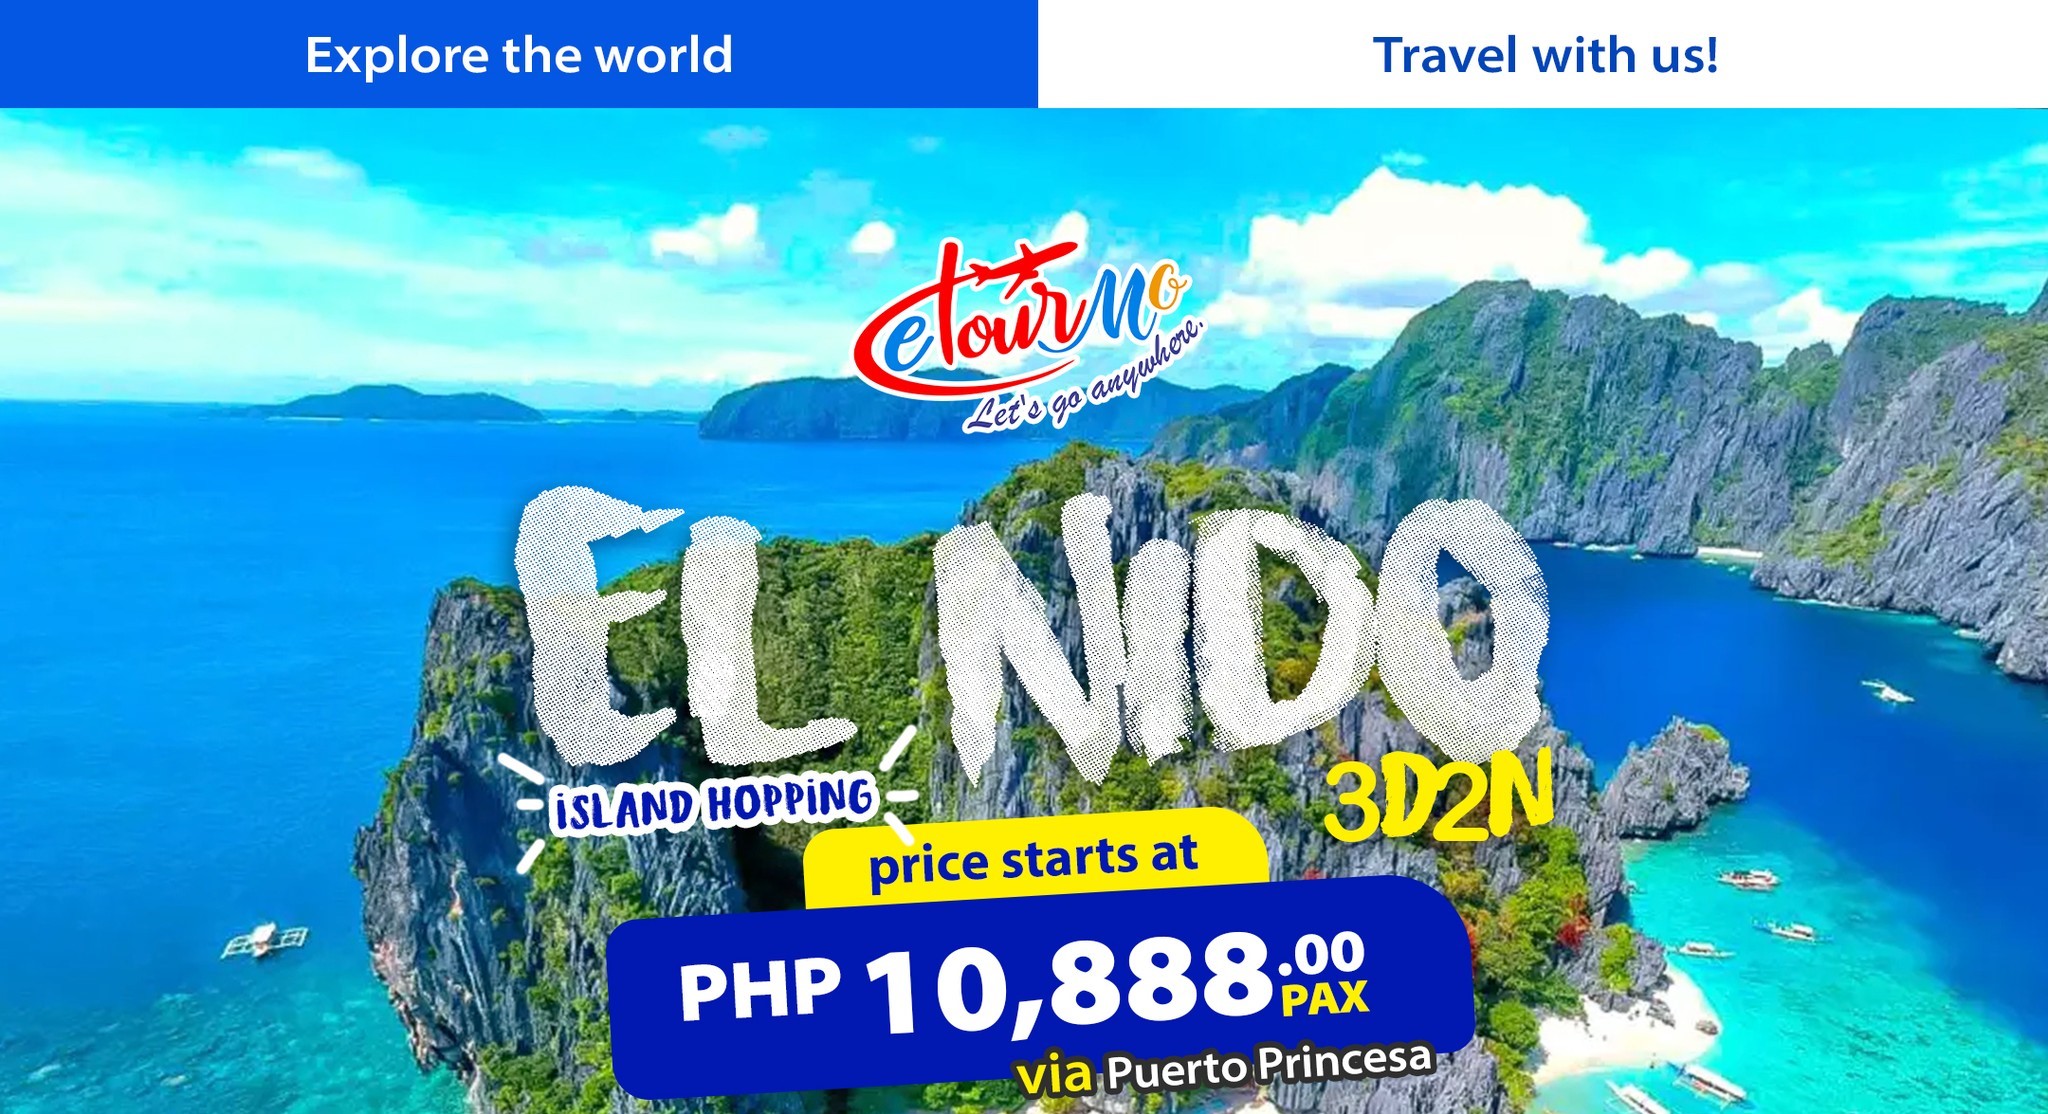 Explore the world
Travel with us!
etourMo
Let's go anywhere.
EL NIDO
ISLAND HOPPING
3D2N
price starts at
PHP 10,888.00
PAX
via Puerto Princesa